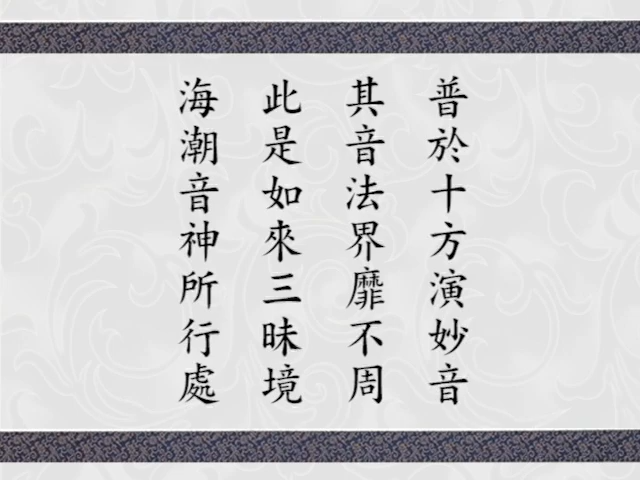 普於十方演妙音
其音法界靡不周
此是如來三昧境
海潮音神所行處